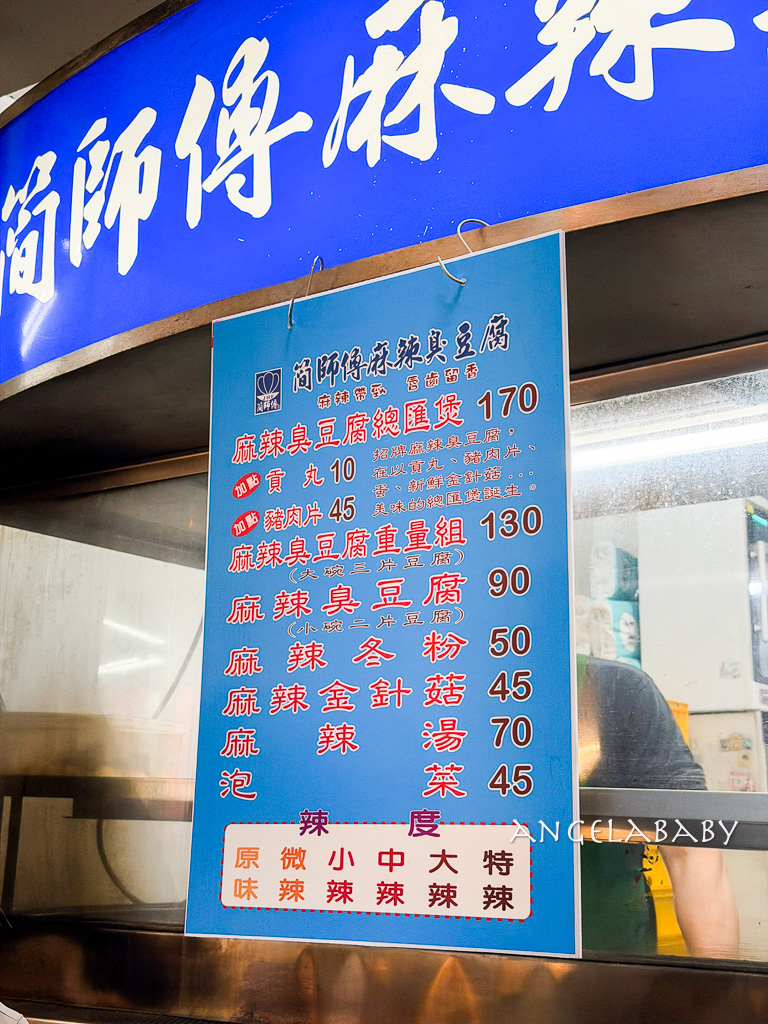 簡師傅麻辣
簡師傅麻辣臭豆腐
簡師傅
麻辣帶勁 唇齒留香
麻辣臭豆腐總匯煲 170
加點 貢丸 10
加點 豬肉片 45
招牌麻辣臭豆腐，
在以貢丸、豬肉片、
蛋、新鮮金針菇...
美味的總匯煲誕生。
麻辣臭豆腐重量組 130
(大碗三片豆腐)
麻辣臭豆腐 90
(小碗二片豆腐)
麻辣冬粉 50
麻辣金針菇 45
麻辣湯 70
泡菜 45
辣度
原味 微辣 小辣 中辣 大辣 特辣
ANGELABABY